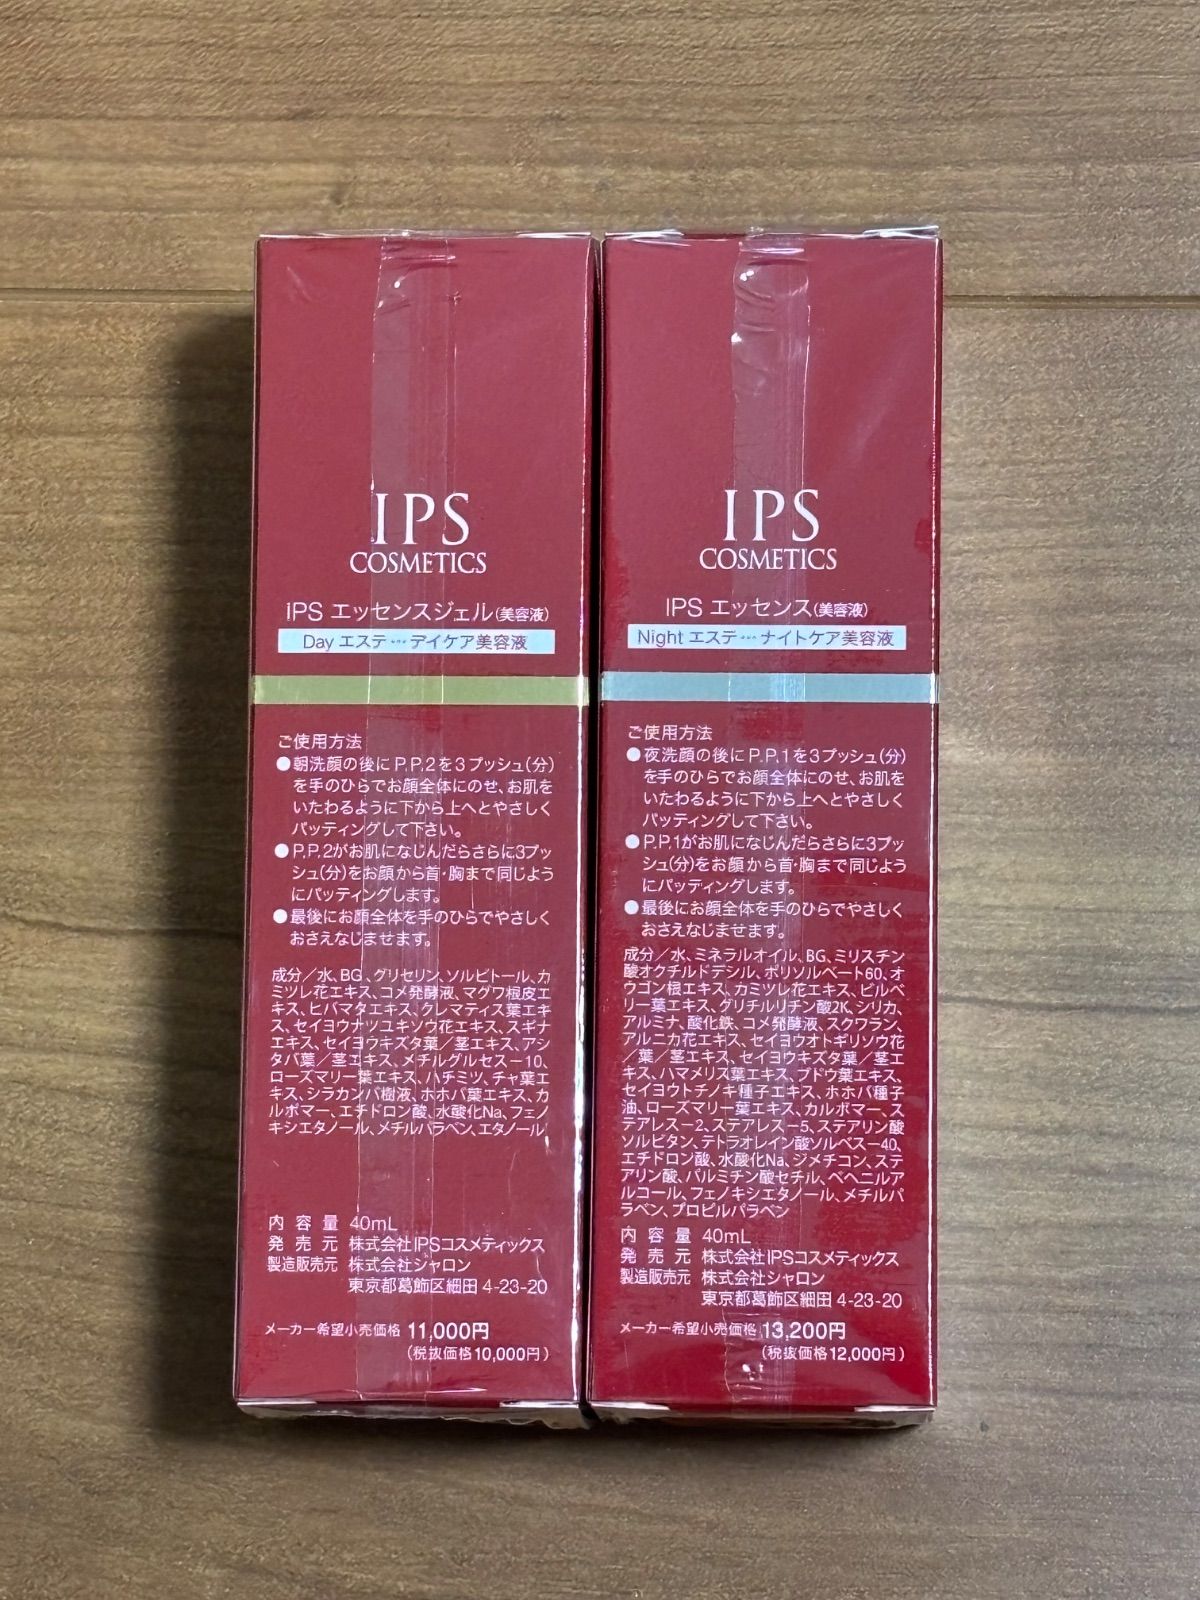 IPS
COSMETICS
iPS エッセンスジェル(美容液)
Day エステ…デイケア美容液
ご使用方法
●朝洗顔の後にP.P.2を3プッシュ(分)
を手のひらでお顔全体にのせ、お肌を
いたわるように下から上へとやさしく
パッティングして下さい。
●P.P.2がお肌になじんだらさらに3プッ
シュ(分)をお顔から首・胸まで同じよう
にパッティングします。
●最後にお顔全体を手のひらでやさしく
おさえなじませます。
成分／水、BG、グリセリン、ソルビトール、カ
ミツレ花エキス、コメ発酵液、マグワ根皮エ
キス、ヒバマタエキス、クレマティス葉エキ
ス、セイヨウナツユキソウ花エキス、スギナ
エキス、セイヨウキズタ葉／茎エキス、アシ
タバ葉／茎エキス、メチルグルセスー10、
ローズマリー葉エキス、ハチミツ、チャ葉エ
キス、シラカンバ樹液、ホホバ葉エキス、カ
ルボマー、エチドロン酸、水酸化Na、フェノ
キシエタノール、メチルパラベン、エタノール
内容量 40mL
発売元 株式会社IPSコスメティックス
製造販売元 株式会社シャロン
東京都葛飾区細田 4-23-20
メーカー希望小売価格 11,000円
(税抜価格10,000円)
IPS
COSMETICS
IPS エッセンス(美容液)
Night エステ…ナイトケア美容液
ご使用方法
●夜洗顔の後にP.P.1を3プッシュ(分)
を手のひらでお顔全体にのせ、お肌を
いたわるように下から上へとやさしく
パッティングして下さい。
●P.P.1がお肌になじんだらさらに3プッ
シュ(分)をお顔から首・胸まで同じよう
にパッティングします。
●最後にお顔全体を手のひらでやさしく
おさえなじませます。
成分／水、ミネラルオイル、BG、ミリスチン
酸オクチルドデシル、ポリソルベート60、オ
ウゴン根エキス、カミツレ花エキス、ビルベ
リー葉エキス、グリチルリチン酸2K、シリカ、
アルミナ、酸化鉄、コメ発酵液、スクワラン、
アルニカ花エキス、セイヨウオトギリソウ花
／葉／茎エキス、セイヨウキズタ葉／茎エ
キス、ハマメリス葉エキス、ブドウ葉エキス、
セイヨウトチノキ種子エキス、ホホバ種子
油、ローズマリー葉エキス、カルボマー、ス
テアレスー2、ステアレスー5、ステアリン酸
ソルビタン、テトラオレイン酸ソルベスー40、
エチドロン酸、水酸化Na、ジメチコン、ステ
アリン酸、パルミチン酸セチル、ベヘニルア
ルコール、フェノキシエタノール、メチルパ
ラベン、プロピルパラベン
内容量 40mL
発売元 株式会社IPSコスメティックス
製造販売元 株式会社シャロン
東京都葛飾区細田 4-23-20
メーカー希望小売価格 13,200円
(税抜価格12,000円)